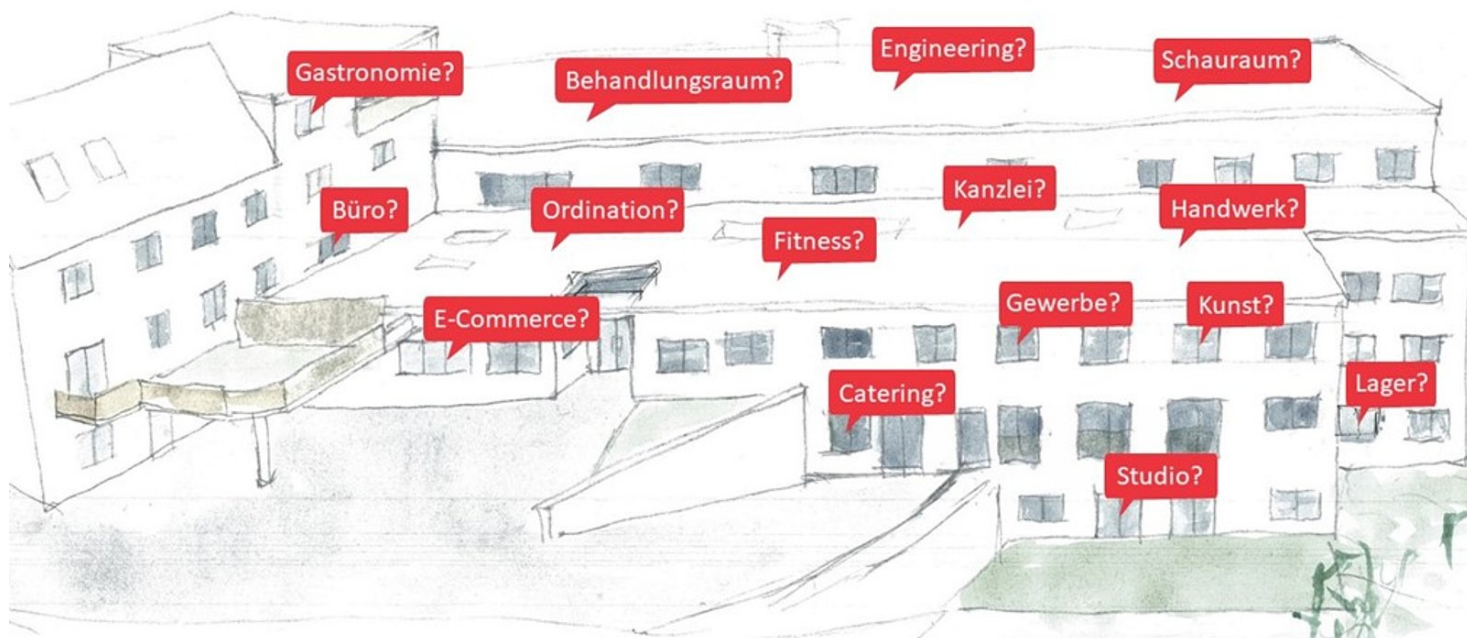 Engineering?
Schauraum?
Gastronomie?
Behandlungsraum?
Kanzlei?
Büro?
Ordination?
Handwerk?
Fitness?
Gewerbe?
Kunst?
E-Commerce?
Lager?
Catering?
Studio?